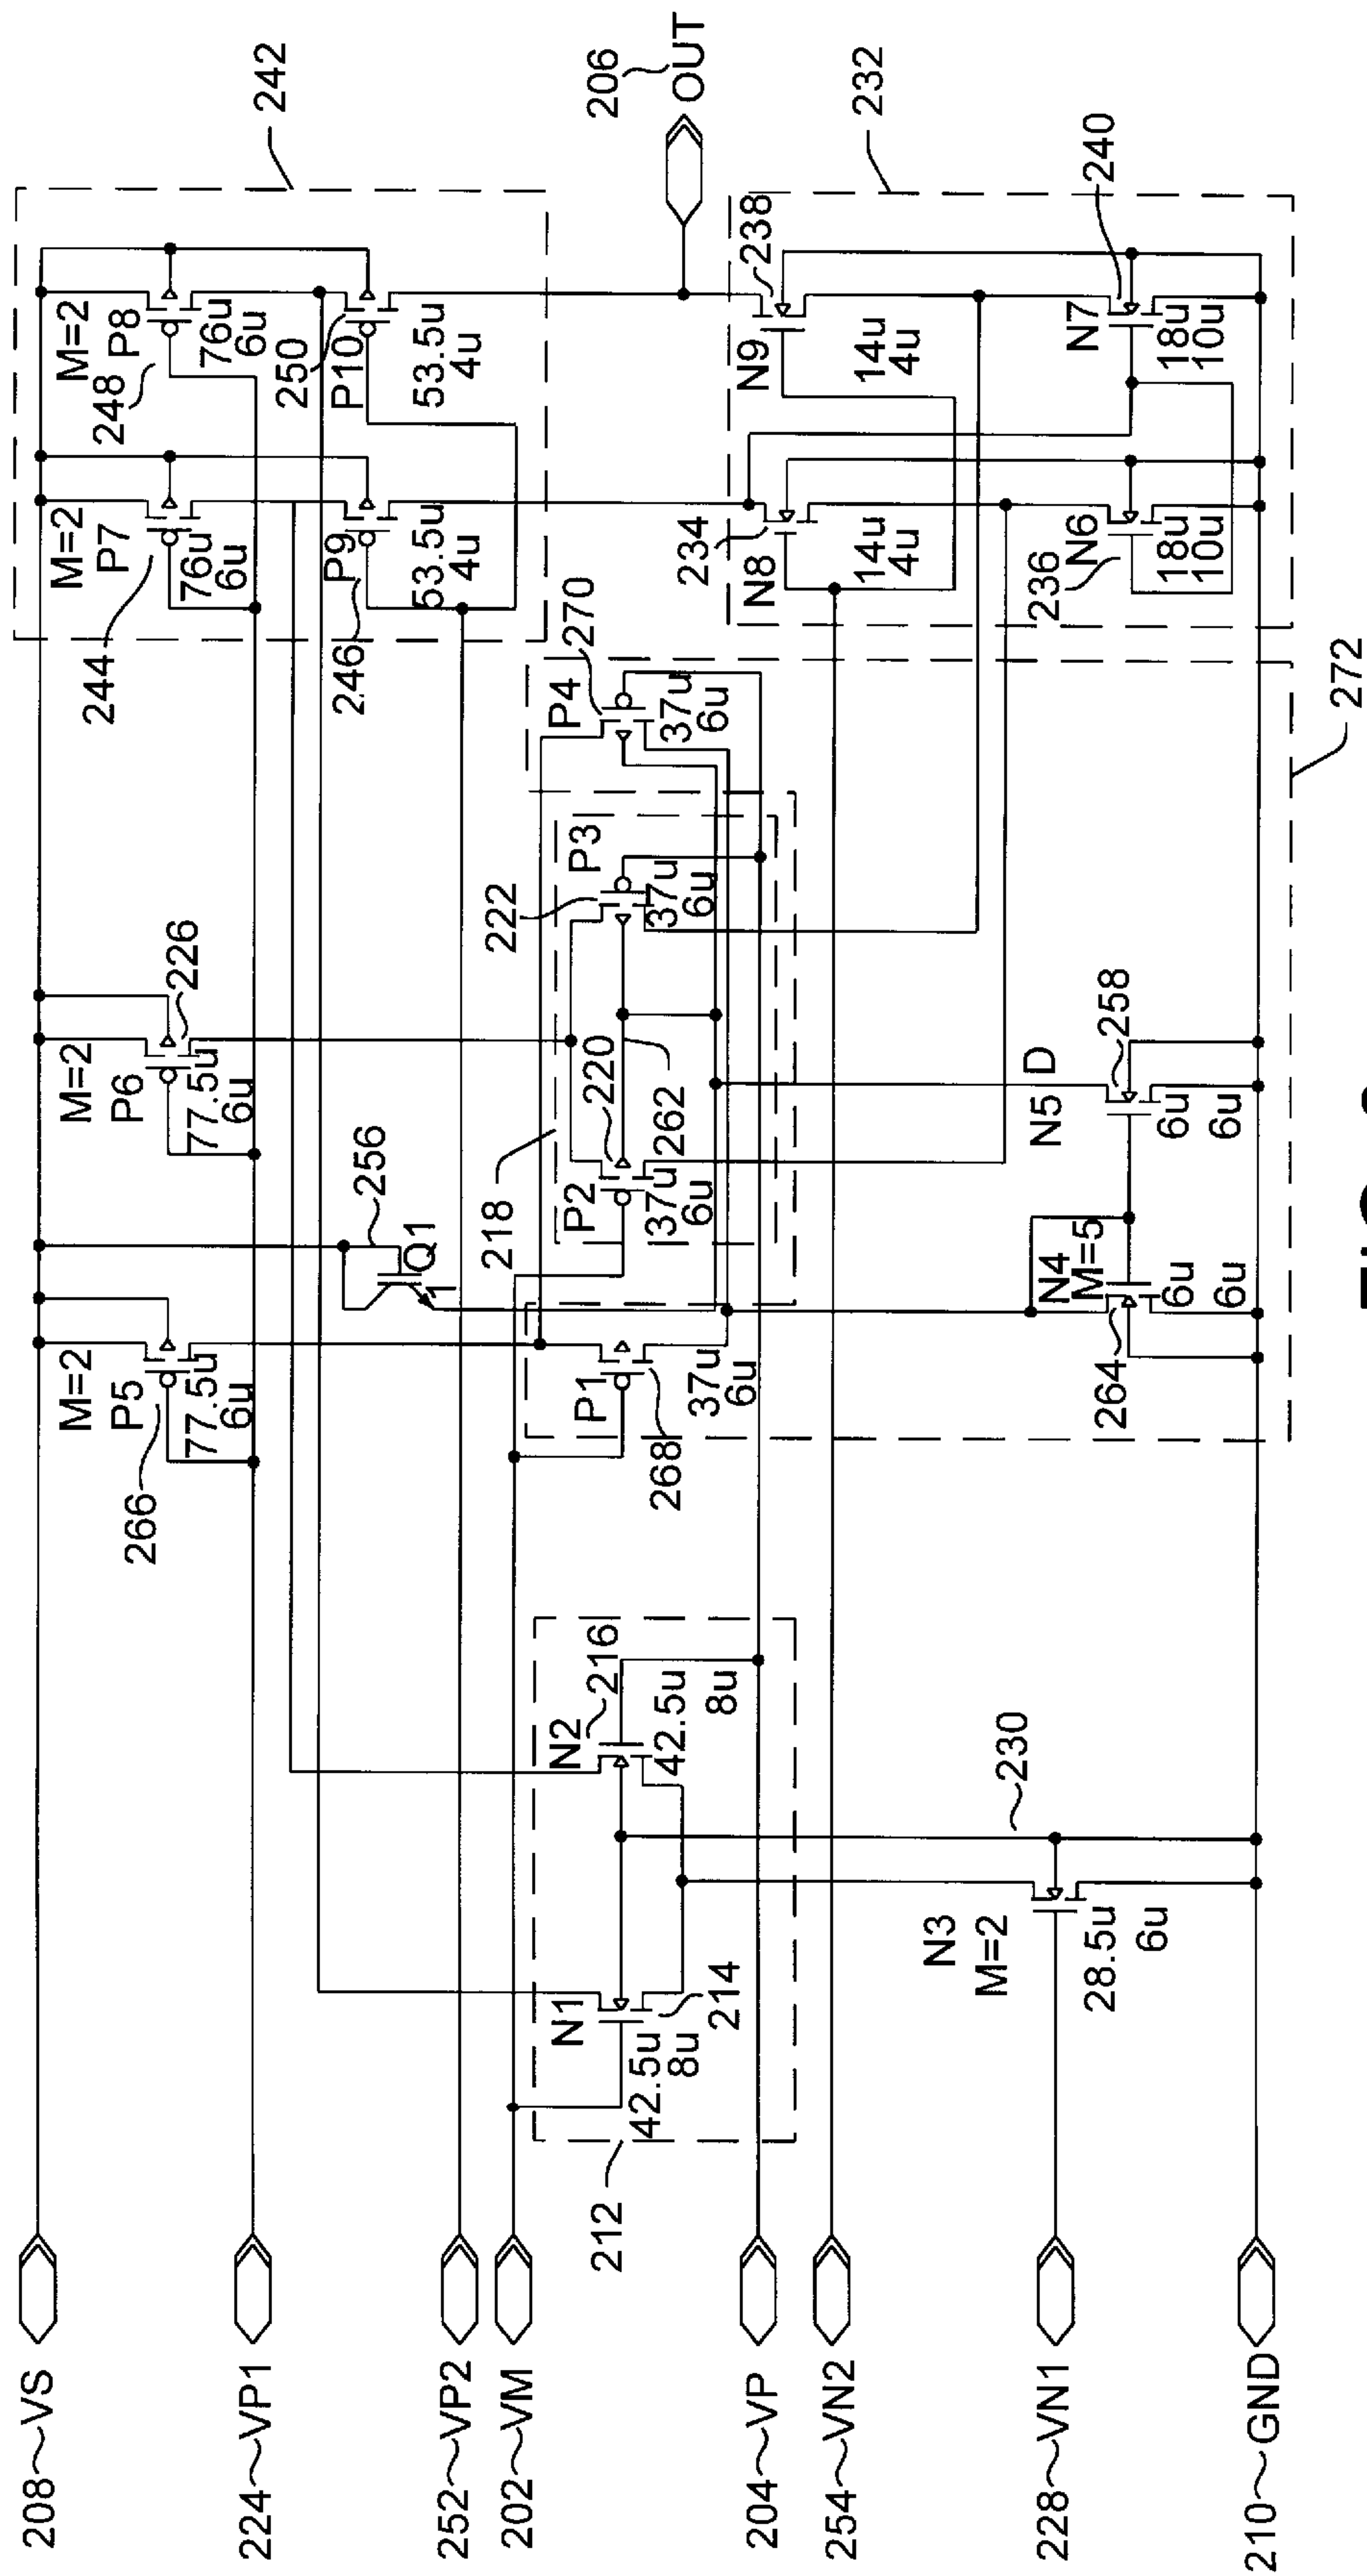 208 VS
224 VP1
252 VP2
202 VM
204 VP
254 VN2
228 VN1
210 GND
212
N1
42.5u
8u
214
N2
216
42.5u
8u
N3
M=2
28.5u
6u
230
266
M=2
P5
77.5u
6u
M=2
P6
77.5u
6u
226
256
Q1
1
P1
37u
6u
268
218
P2
220
37u
6u
262
222
P3
37u
6u
P4
270
37u
6u
264
N4
M=5
6u
6u
N5
D
258
6u
6u
272
244
M=2
P7
76u
6u
248
M=2
P8
76u
6u
242
246
P9
53.5u
4u
250
P10
53.5u
4u
206
OUT
232
234
N8
14u
4u
238
N9
14u
4u
236
N6
18u
10u
240
N7
18u
10u